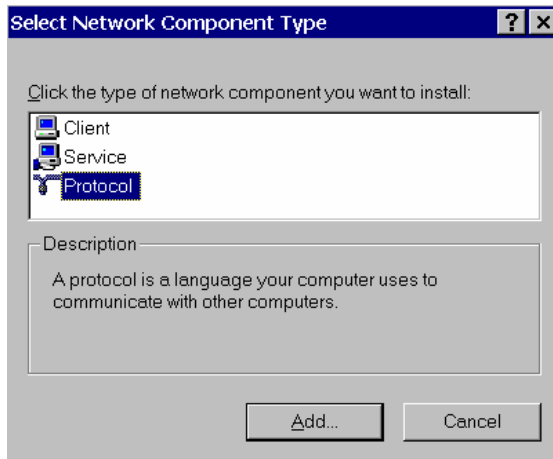 Select Network Component Type
Click the type of network component you want to install:
Client
Service
Protocol
Description
A protocol is a language your computer uses to
communicate with other computers.
Add... Cancel